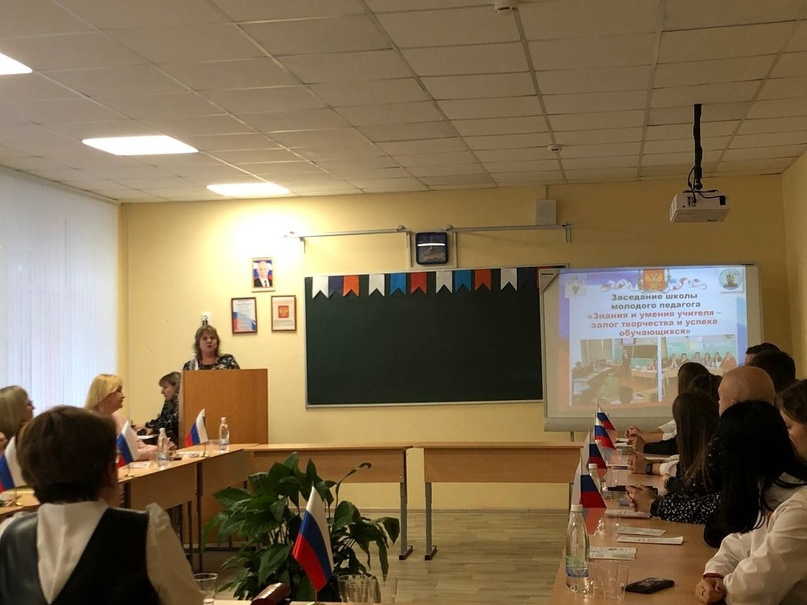 Заседание школы
молодого педагога
«Знания и умения учителя –
залог творчества и успеха
обучающихся»